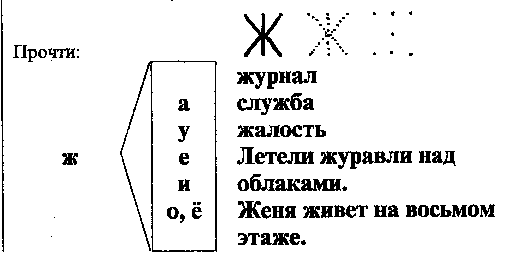 Ж Ж
Прочти:
журнал
а служба
у жалость
ж е Летели журавли над
и облаками.
о, ё Женя живет на восьмом
этаже.